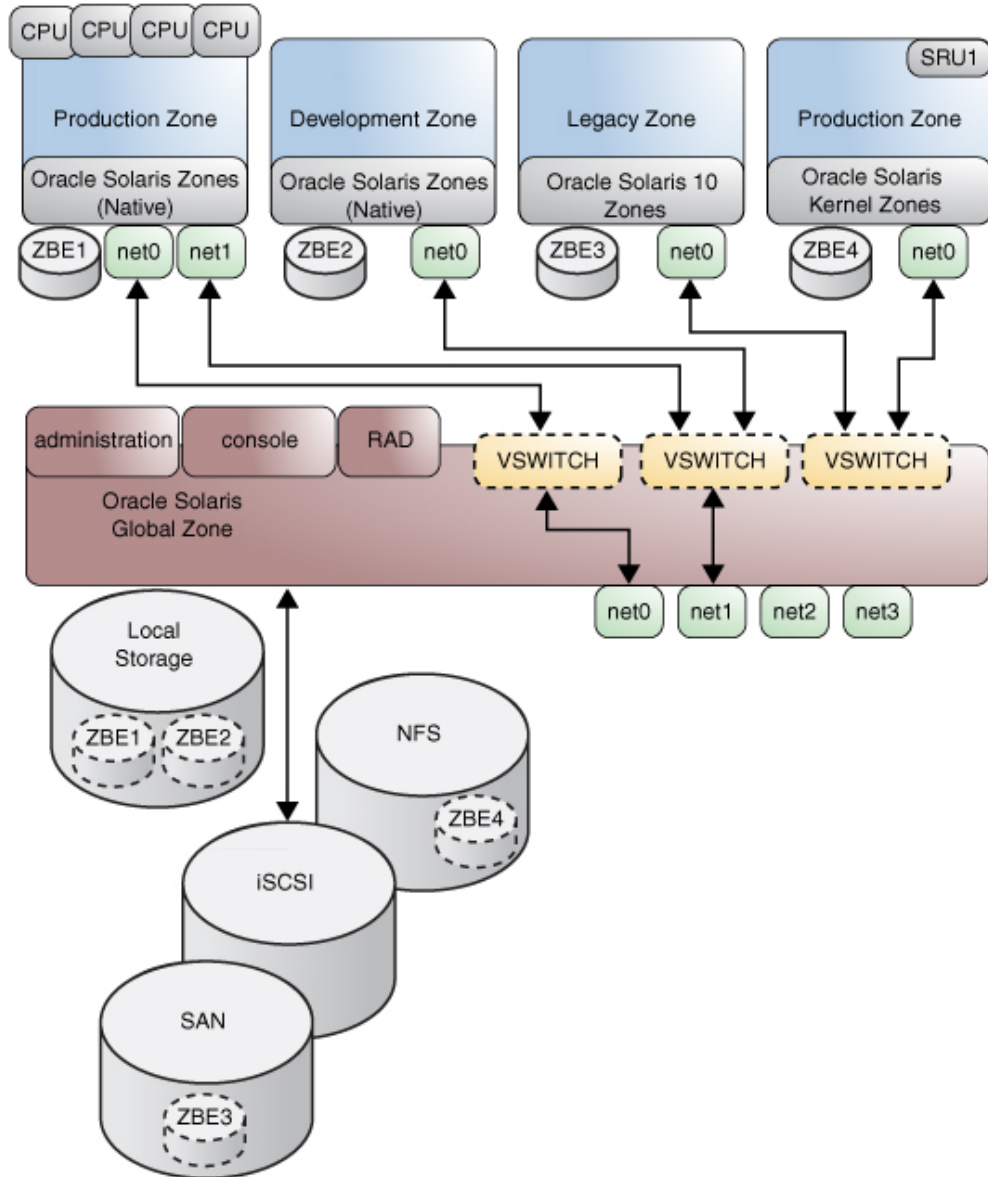 CPU CPU CPU CPU
SRU1
Production Zone
Development Zone
Legacy Zone
Production Zone
Oracle Solaris Zones
(Native)
Oracle Solaris Zones
(Native)
Oracle Solaris 10
Zones
Oracle Solaris
Kernel Zones
ZBE1 net0 net1
ZBE2 net0
ZBE3 net0
ZBE4 net0
administration
console
RAD
VSWITCH
VSWITCH
VSWITCH
Oracle Solaris
Global Zone
net0 net1 net2 net3
Local
Storage
ZBE1 ZBE2
NFS
ZBE4
iSCSI
SAN
ZBE3